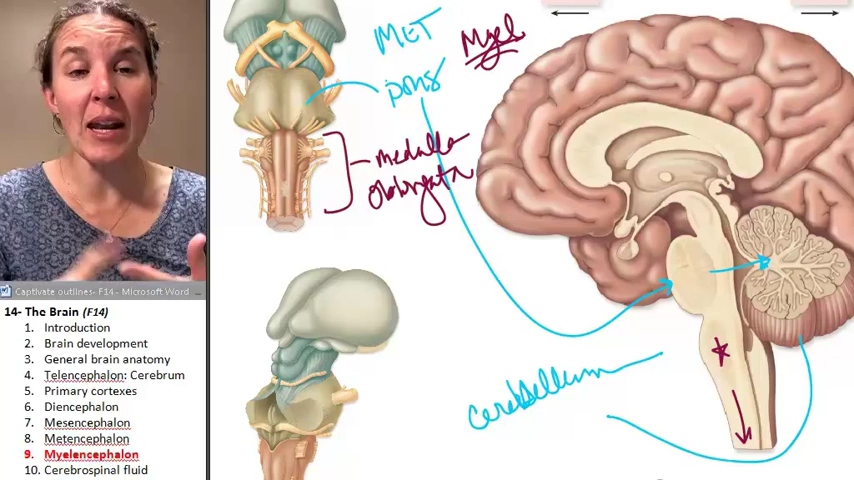 MET
Myel
pons
medulla
oblongata
cerebellum
Captivate outlines- F14 - Microsoft Word
14- The Brain (F14)
1. Introduction
2. Brain development
3. General brain anatomy
4. Telencephalon: Cerebrum
5. Primary cortexes
6. Diencephalon
7. Mesencephalon
8. Metencephalon
9. Myelencephalon
10. Cerebrospinal fluid